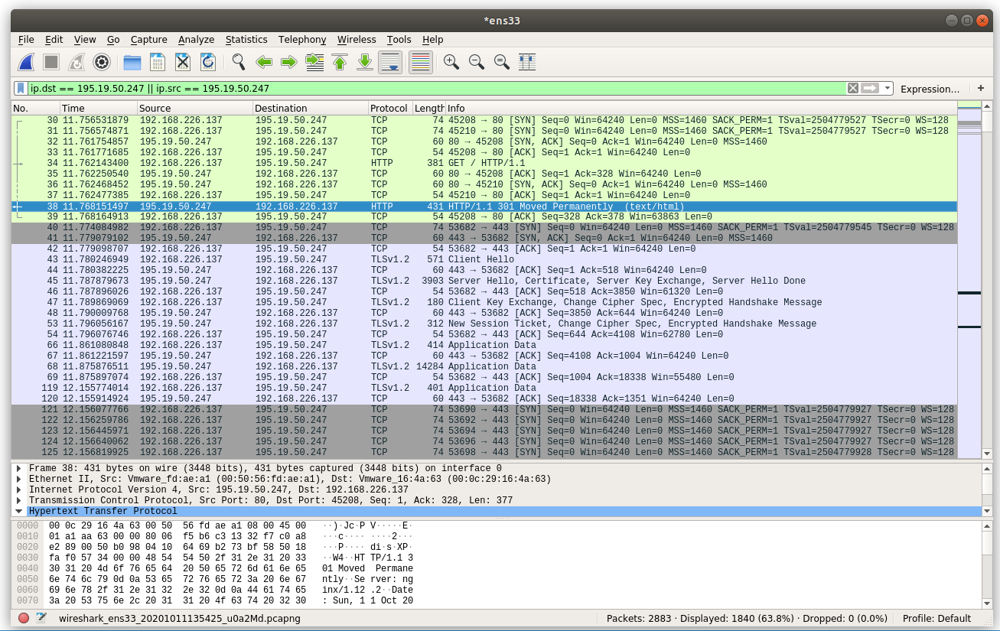 *ens33
File Edit View Go Capture Analyze Statistics Telephony Wireless Tools Help
ip.dst == 195.19.50.247 || ip.src == 195.19.50.247 Expression… +
No. Time Source Destination Protocol Length Info
30 11.756531879 192.168.226.137 195.19.50.247 TCP 74 45208 → 80 [SYN] Seq=0 Win=64240 Len=0 MSS=1460 SACK_PERM=1 TSval=2504779527 TSecr=0 WS=128
31 11.756574871 192.168.226.137 195.19.50.247 TCP 74 45210 → 80 [SYN] Seq=0 Win=64240 Len=0 MSS=1460 SACK_PERM=1 TSval=2504779527 TSecr=0 WS=128
32 11.761754857 195.19.50.247 192.168.226.137 TCP 60 80 → 45208 [SYN, ACK] Seq=0 Ack=1 Win=64240 Len=0 MSS=1460
33 11.761771685 192.168.226.137 195.19.50.247 TCP 54 45208 → 80 [ACK] Seq=1 Ack=1 Win=64240 Len=0
34 11.762143400 192.168.226.137 195.19.50.247 HTTP 381 GET / HTTP/1.1
35 11.762250540 195.19.50.247 192.168.226.137 TCP 60 80 → 45208 [ACK] Seq=1 Ack=328 Win=64240 Len=0
36 11.762468452 195.19.50.247 192.168.226.137 TCP 60 80 → 45210 [SYN, ACK] Seq=0 Ack=1 Win=64240 Len=0 MSS=1460
37 11.762477385 192.168.226.137 195.19.50.247 TCP 54 45210 → 80 [ACK] Seq=1 Ack=1 Win=64240 Len=0
38 11.768151497 195.19.50.247 192.168.226.137 HTTP 431 HTTP/1.1 301 Moved Permanently (text/html)
39 11.768164913 192.168.226.137 195.19.50.247 TCP 54 45208 → 80 [ACK] Seq=328 Ack=378 Win=63863 Len=0
40 11.774084982 192.168.226.137 195.19.50.247 TCP 74 53682 → 443 [SYN] Seq=0 Win=64240 Len=0 MSS=1460 SACK_PERM=1 TSval=2504779545 TSecr=0 WS=128
41 11.779079102 195.19.50.247 192.168.226.137 TCP 60 443 → 53682 [SYN, ACK] Seq=0 Ack=1 Win=64240 Len=0 MSS=1460
42 11.779098707 192.168.226.137 195.19.50.247 TCP 54 53682 → 443 [ACK] Seq=1 Ack=1 Win=64240 Len=0
43 11.780246949 192.168.226.137 195.19.50.247 TLSv1.2 571 Client Hello
44 11.780382225 195.19.50.247 192.168.226.137 TCP 60 443 → 53682 [ACK] Seq=1 Ack=518 Win=64240 Len=0
45 11.787879673 195.19.50.247 192.168.226.137 TLSv1.2 3903 Server Hello, Certificate, Server Key Exchange, Server Hello Done
46 11.787896026 192.168.226.137 195.19.50.247 TCP 54 53682 → 443 [ACK] Seq=518 Ack=3850 Win=61320 Len=0
47 11.789869069 192.168.226.137 195.19.50.247 TLSv1.2 180 Client Key Exchange, Change Cipher Spec, Encrypted Handshake Message
48 11.790009768 195.19.50.247 192.168.226.137 TCP 60 443 → 53682 [ACK] Seq=3850 Ack=644 Win=64240 Len=0
53 11.796056167 195.19.50.247 192.168.226.137 TLSv1.2 312 New Session Ticket, Change Cipher Spec, Encrypted Handshake Message
54 11.796076746 192.168.226.137 195.19.50.247 TCP 54 53682 → 443 [ACK] Seq=644 Ack=4108 Win=62780 Len=0
66 11.861080848 192.168.226.137 195.19.50.247 TLSv1.2 414 Application Data
67 11.861221597 195.19.50.247 192.168.226.137 TCP 60 443 → 53682 [ACK] Seq=4108 Ack=1004 Win=64240 Len=0
68 11.875876511 195.19.50.247 192.168.226.137 TLSv1.2 14284 Application Data
69 11.875897074 192.168.226.137 195.19.50.247 TCP 54 53682 → 443 [ACK] Seq=1004 Ack=18338 Win=55480 Len=0
119 12.155774014 192.168.226.137 195.19.50.247 TLSv1.2 401 Application Data
120 12.155914924 195.19.50.247 192.168.226.137 TCP 60 443 → 53682 [ACK] Seq=18338 Ack=1351 Win=64240 Len=0
121 12.156077766 192.168.226.137 195.19.50.247 TCP 74 53690 → 443 [SYN] Seq=0 Win=64240 Len=0 MSS=1460 SACK_PERM=1 TSval=2504779927 TSecr=0 WS=128
122 12.156259786 192.168.226.137 195.19.50.247 TCP 74 53692 → 443 [SYN] Seq=0 Win=64240 Len=0 MSS=1460 SACK_PERM=1 TSval=2504779927 TSecr=0 WS=128
123 12.156445971 192.168.226.137 195.19.50.247 TCP 74 53694 → 443 [SYN] Seq=0 Win=64240 Len=0 MSS=1460 SACK_PERM=1 TSval=2504779927 TSecr=0 WS=128
124 12.156640062 192.168.226.137 195.19.50.247 TCP 74 53696 → 443 [SYN] Seq=0 Win=64240 Len=0 MSS=1460 SACK_PERM=1 TSval=2504779928 TSecr=0 WS=128
125 12.156819925 192.168.226.137 195.19.50.247 TCP 74 53698 → 443 [SYN] Seq=0 Win=64240 Len=0 MSS=1460 SACK_PERM=1 TSval=2504779928 TSecr=0 WS=128
Frame 38: 431 bytes on wire (3448 bits), 431 bytes captured (3448 bits) on interface 0
Ethernet II, Src: Vmware_fd:ae:a1 (00:50:56:fd:ae:a1), Dst: Vmware_16:4a:63 (00:0c:29:16:4a:63)
Internet Protocol Version 4, Src: 195.19.50.247, Dst: 192.168.226.137
Transmission Control Protocol, Src Port: 80, Dst Port: 45208, Seq: 1, Ack: 328, Len: 377
Hypertext Transfer Protocol
0000 00 0c 29 16 4a 63 00 50 56 fd ae a1 08 00 45 00 ··)·Jc·P V·····E·
0010 01 a1 aa 63 00 00 80 06 f5 b6 c3 13 32 f7 c0 a8 ···c···· ····2···
0020 e2 89 00 50 b0 98 04 10 64 69 b2 73 bf 58 50 18 ···P···· di·s·XP·
0030 fa f0 57 34 00 00 48 54 54 50 2f 31 2e 31 20 33 ··W4··HT TP/1.1 3
0040 30 31 20 4d 6f 76 65 64 20 50 65 72 6d 61 6e 65 01 Moved Permane
0050 6e 74 6c 79 0d 0a 53 65 72 76 65 72 3a 20 6e 67 ntly··Se rver: ng
0060 69 6e 78 2f 31 2e 31 32 2e 32 0d 0a 44 61 74 65 inx/1.12 .2··Date
0070 3a 20 53 75 6e 2c 20 31 31 20 4f 63 74 20 32 30 : Sun, 1 1 Oct 20
wireshark_ens33_20201011135425_u0a2Md.pcapng Packets: 2883 · Displayed: 1840 (63.8%) · Dropped: 0 (0.0%) Profile: Default